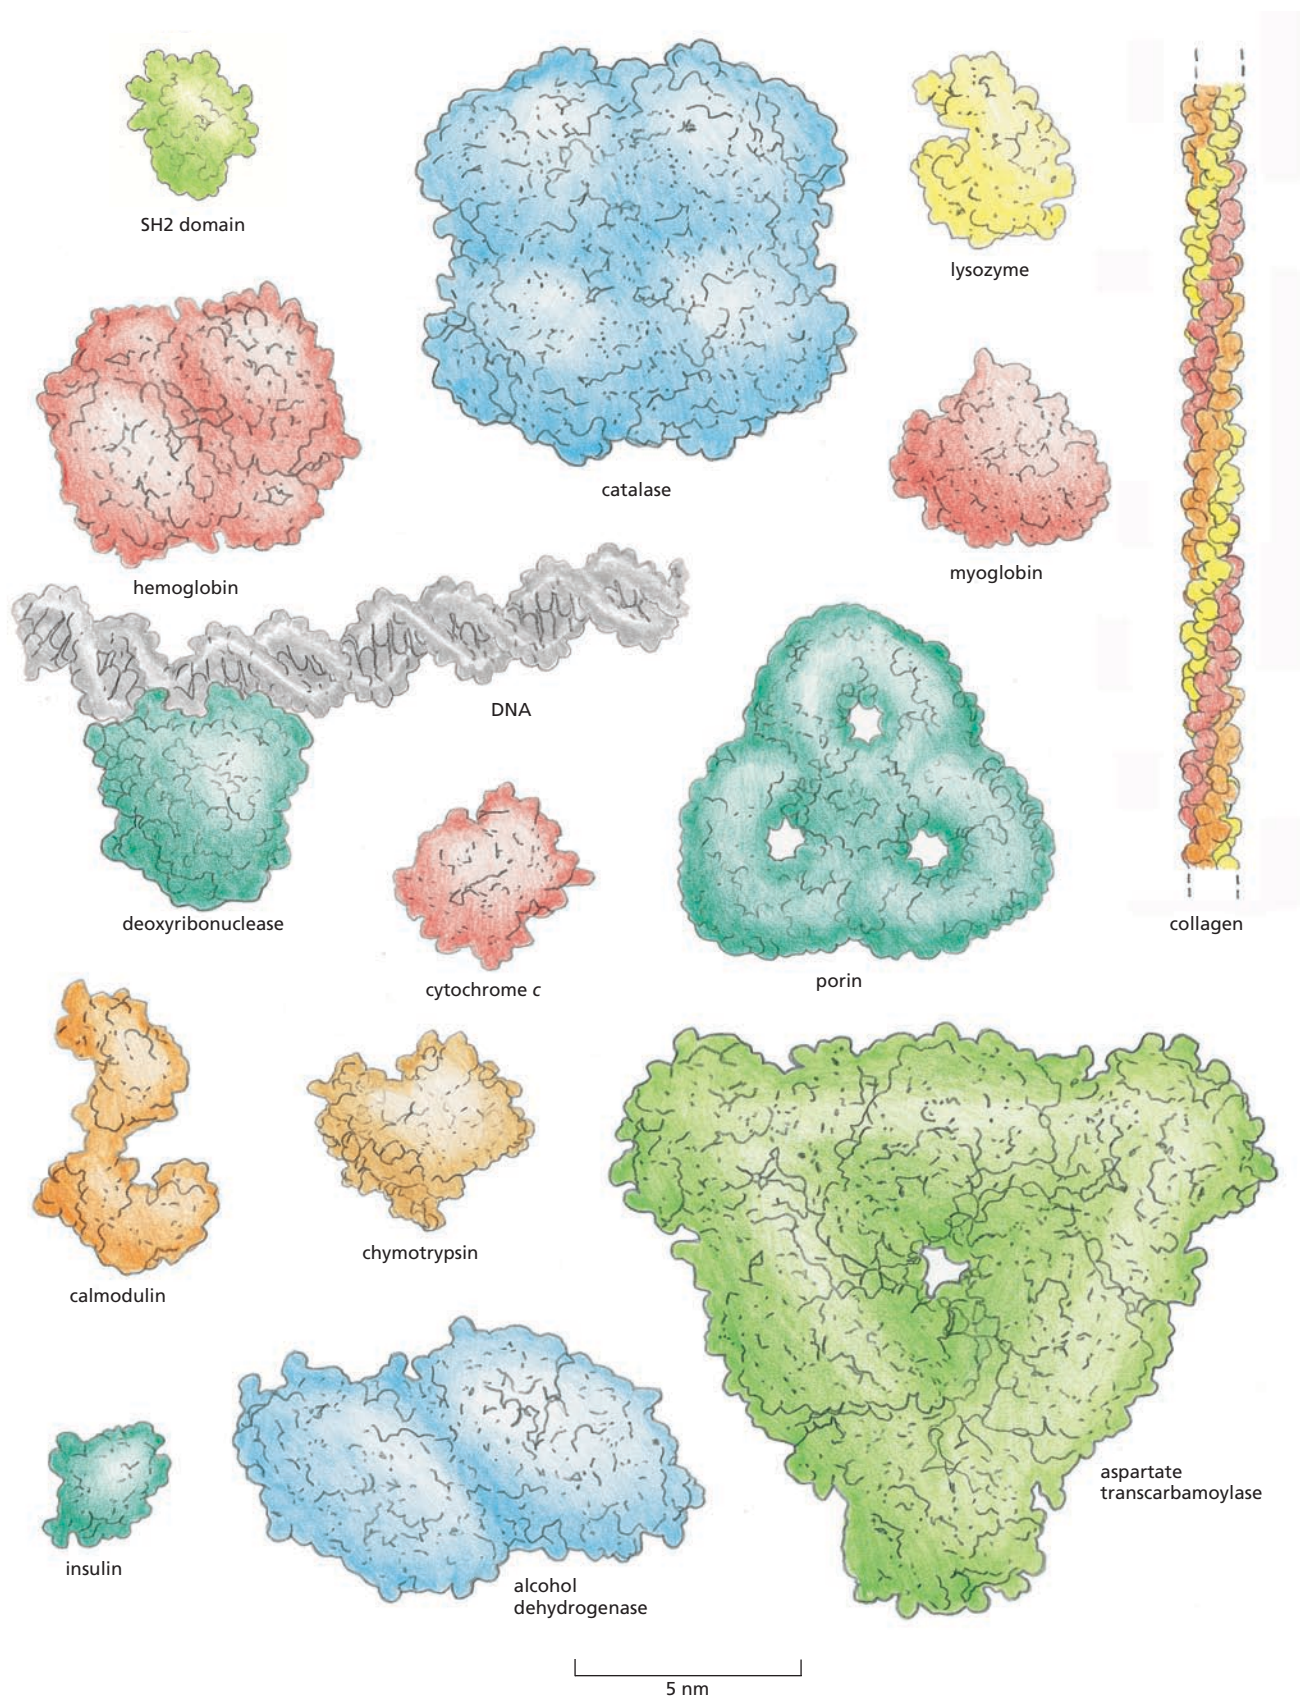 SH2 domain
lysozyme
catalase
myoglobin
hemoglobin
DNA
deoxyribonuclease
collagen
porin
cytochrome c
chymotrypsin
calmodulin
aspartate
transcarbamoylase
insulin
alcohol
dehydrogenase
5 nm